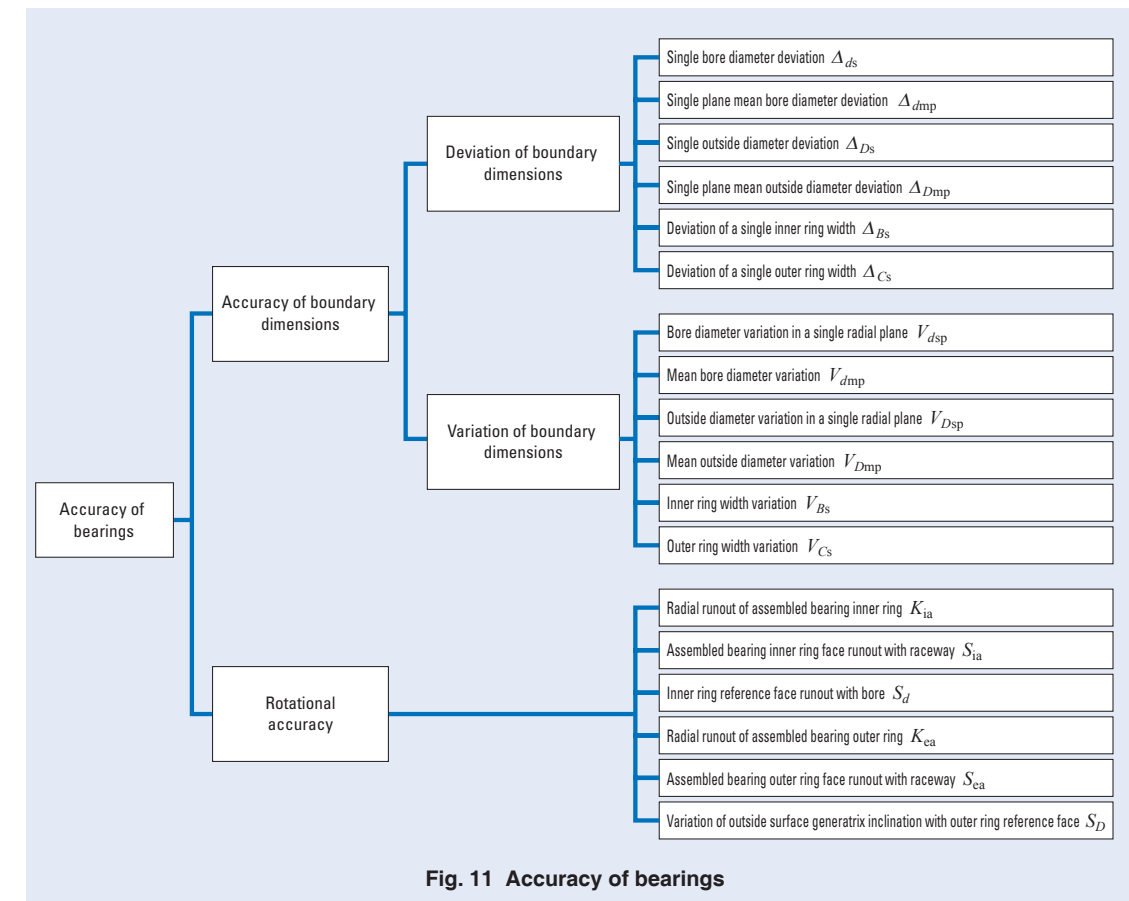 Accuracy of
bearings
Accuracy of boundary
dimensions
Deviation of boundary
dimensions
Single bore diameter deviation Δds
Single plane mean bore diameter deviation Δdmp
Single outside diameter deviation ΔDs
Single plane mean outside diameter deviation ΔDmp
Deviation of a single inner ring width ΔBs
Deviation of a single outer ring width ΔCs
Variation of boundary
dimensions
Bore diameter variation in a single radial plane Vdsp
Mean bore diameter variation Vdmp
Outside diameter variation in a single radial plane VDsp
Mean outside diameter variation VDmp
Inner ring width variation VBs
Outer ring width variation VCs
Rotational
accuracy
Radial runout of assembled bearing inner ring Kia
Assembled bearing inner ring face runout with raceway Sia
Inner ring reference face runout with bore Sd
Radial runout of assembled bearing outer ring Kea
Assembled bearing outer ring face runout with raceway Sea
Variation of outside surface generatrix inclination with outer ring reference face SD
Fig. 11 Accuracy of bearings